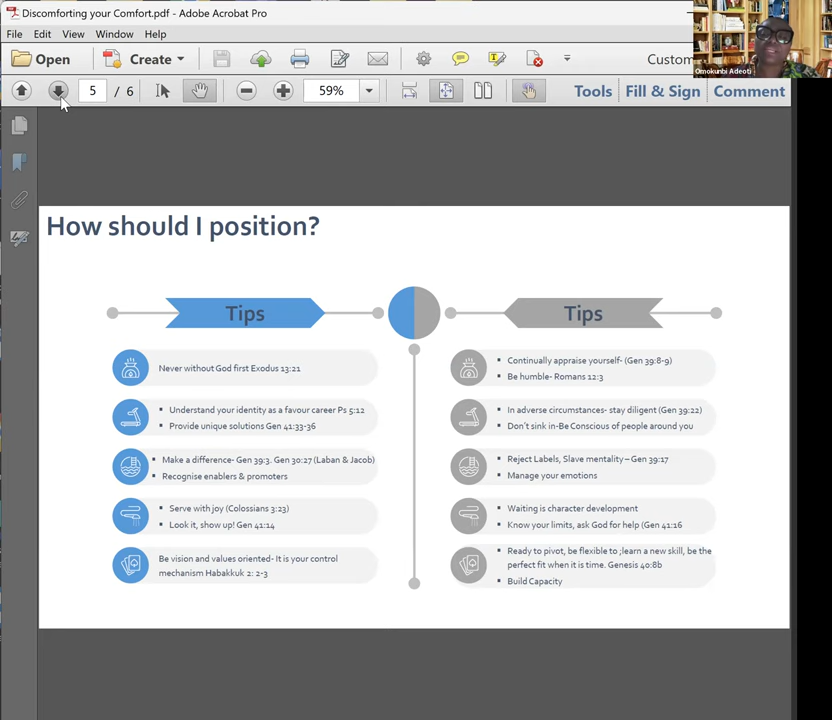 Discomforting your Comfort.pdf - Adobe Acrobat Pro
File Edit View Window Help
Open Create Custom
Omokunbi Adeoti
5 / 6 59% Tools Fill & Sign Comment
How should I position?
Tips
Never without God first Exodus 13:21
▪ Understand your identity as a favour career Ps 5:12
▪ Provide unique solutions Gen 41:33-36
▪ Make a difference- Gen 39:3. Gen 30:27 (Laban & Jacob)
▪ Recognise enablers & promoters
▪ Serve with joy (Colossians 3:23)
▪ Look it, show up! Gen 41:14
Be vision and values oriented- It is your control
mechanism Habakkuk 2: 2-3
Tips
▪ Continually appraise yourself- (Gen 39:8-9)
▪ Be humble- Romans 12:3
▪ In adverse circumstances- stay diligent (Gen 39:22)
▪ Don't sink in-Be Conscious of people around you
▪ Reject Labels, Slave mentality – Gen 39:17
▪ Manage your emotions
▪ Waiting is character development
▪ Know your limits, ask God for help (Gen 41:16
▪ Ready to pivot, be flexible to ;learn a new skill, be the
perfect fit when it is time. Genesis 40:8b
▪ Build Capacity